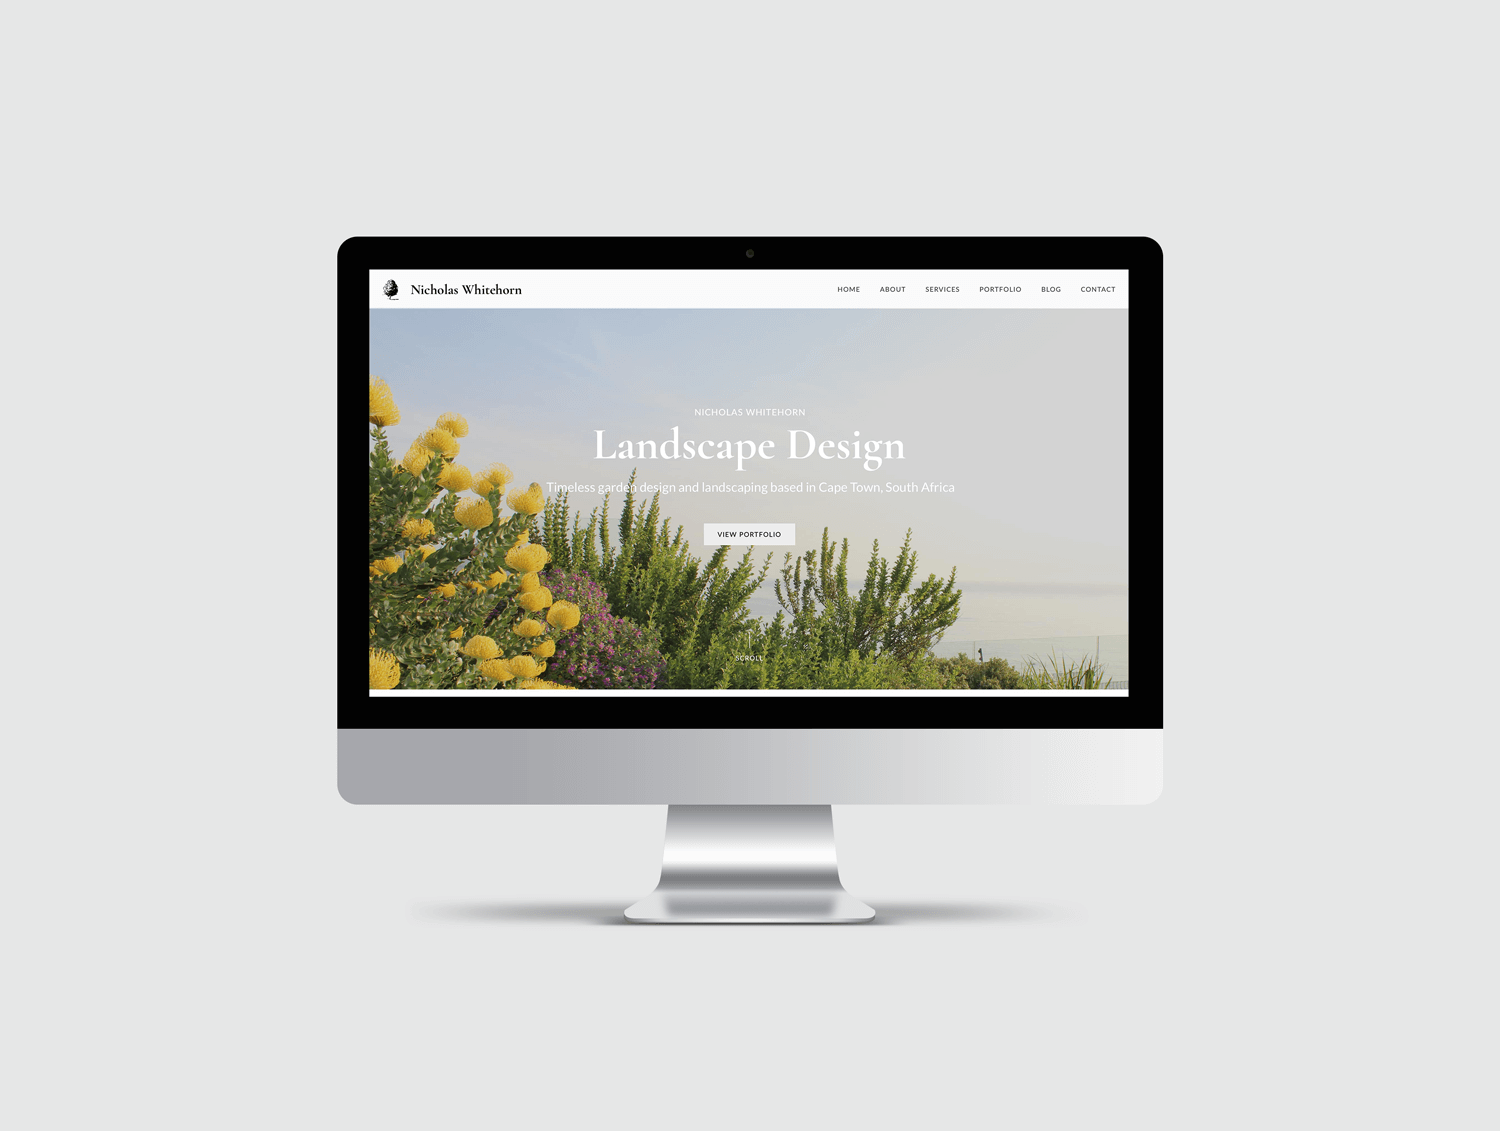 Nicholas Whitehorn
HOME ABOUT SERVICES PORTFOLIO BLOG CONTACT
NICHOLAS WHITEHORN
Landscape Design
Timeless garden design and landscaping based in Cape Town, South Africa
VIEW PORTFOLIO
SCROLL